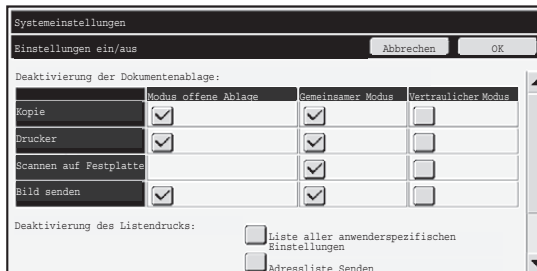 Systemeinstellungen
Einstellungen ein/aus
Abbrechen
OK
Deaktivierung der Dokumentenablage:
Modus offene Ablage Gemeinsamer Modus Vertraulicher Modus
Kopie
Drucker
Scannen auf Festplatte
Bild senden
Deaktivierung des Listendrucks:
Liste aller anwenderspezifischen
Einstellungen
Adressliste Senden